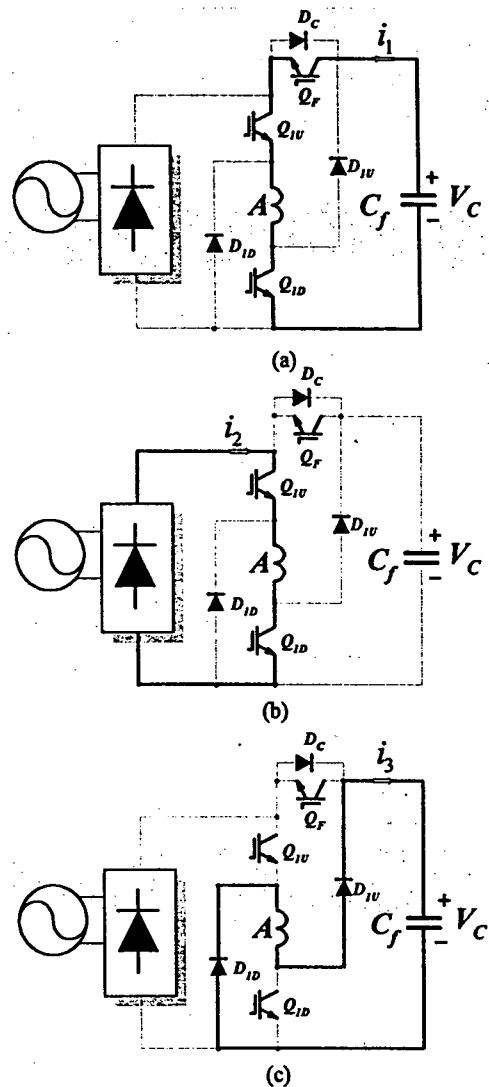 D_C
i_1
Q_F
Q_1U
D_1U
A
C_f + V_C
−
D_1D
Q_1D
(a)
D_C
i_2
Q_F
Q_1U
D_1U
A
C_f + V_C
−
D_1D
Q_1D
(b)
D_C
i_3
Q_F
Q_1U
D_1U
A
C_f + V_C
−
D_1D
Q_1D
(c)